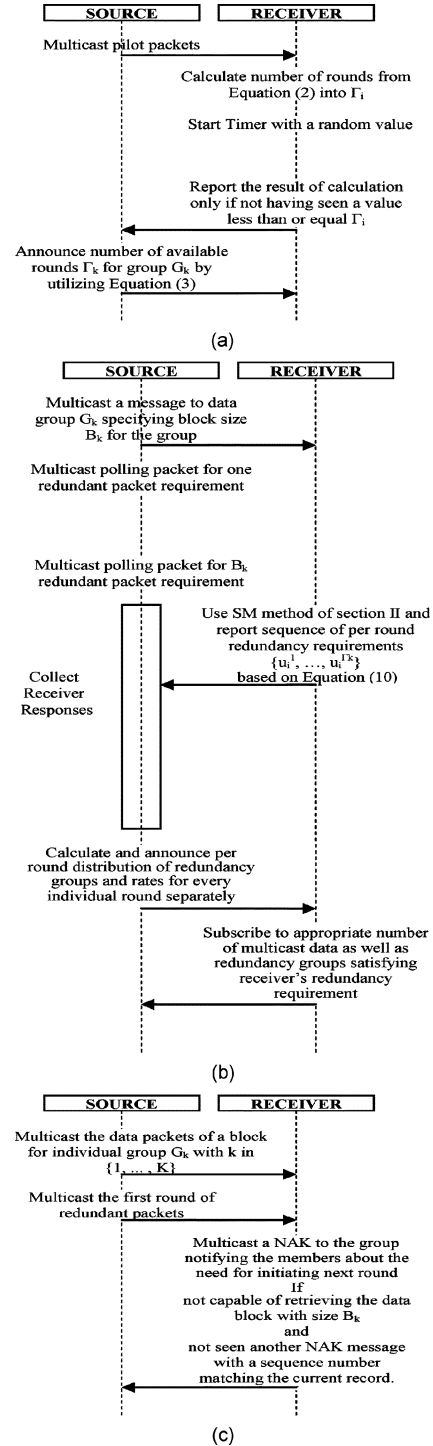 SOURCE RECEIVER
Multicast pilot packets
Calculate number of rounds from
Equation (2) into Γi
Start Timer with a random value
Report the result of calculation
only if not having seen a value
less than or equal Γi
Announce number of available
rounds Γk for group Gk by
utilizing Equation (3)
(a)
SOURCE RECEIVER
Multicast a message to data
group Gk specifying block size
Bk for the group
Multicast polling packet for one
redundant packet requirement
Multicast polling packet for Bk
redundant packet requirement
Use SM method of section II and
report sequence of per round
redundancy requirements
{ui^1, …, ui^Γk}
based on Equation (10)
Collect
Receiver
Responses
Calculate and announce per
round distribution of redundancy
groups and rates for every
individual round separately
Subscribe to appropriate number
of multicast data as well as
redundancy groups satisfying
receiver's redundancy
requirement
(b)
SOURCE RECEIVER
Multicast the data packets of a block
for individual group Gk with k in
{1, ... , K}
Multicast the first round of
redundant packets
Multicast a NAK to the group
notifying the members about the
need for initiating next round
If
not capable of retrieving the data
block with size Bk
and
not seen another NAK message
with a sequence number
matching the current record.
(c)